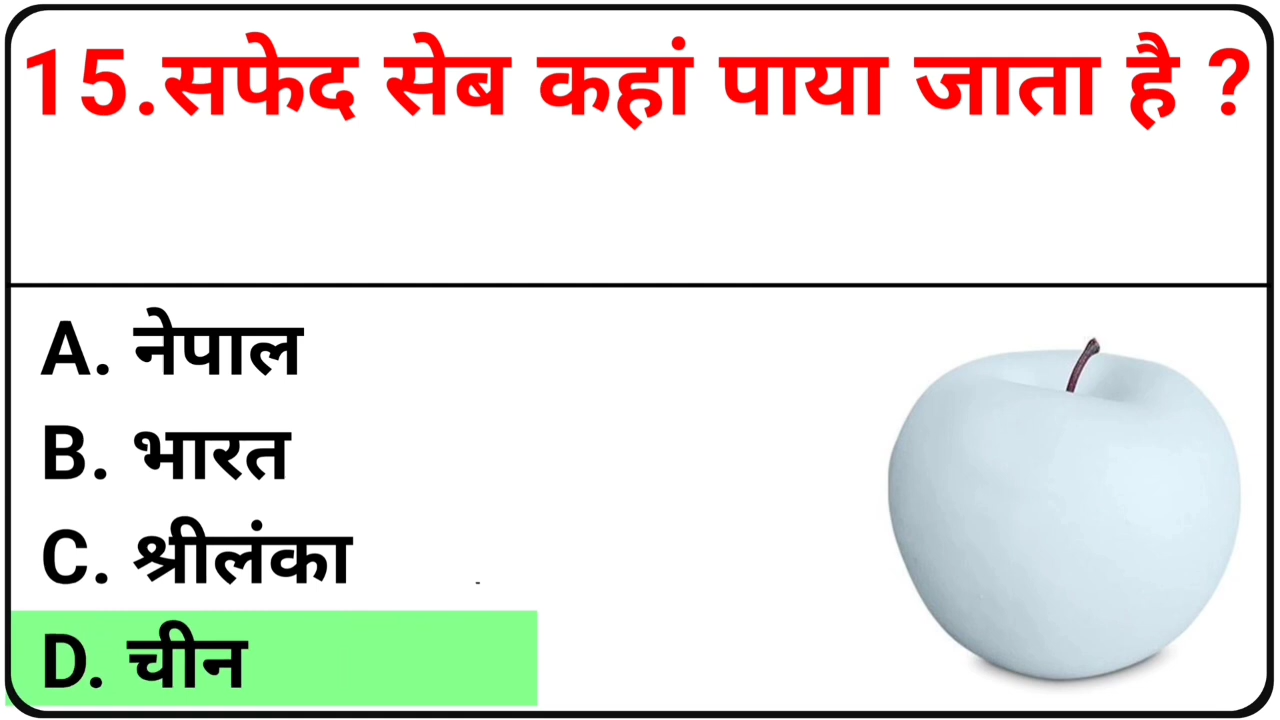 15.सफेद सेब कहां पाया जाता है ?
A. नेपाल
B. भारत
C. श्रीलंका
D. चीन